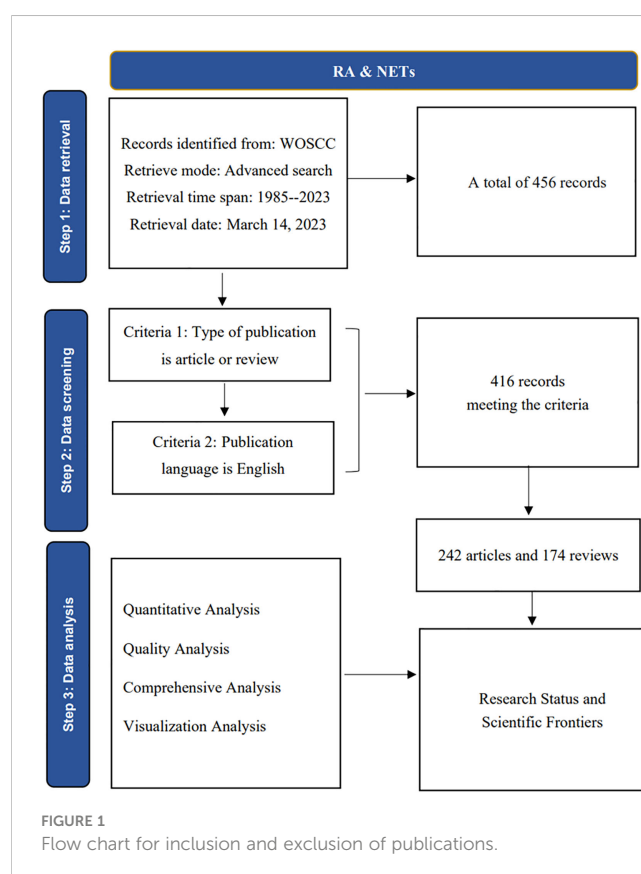 RA & NETs
Step 1: Data retrieval
Records identified from: WOSCC
Retrieve mode: Advanced search
Retrieval time span: 1985--2023
Retrieval date: March 14, 2023
A total of 456 records
Step 2: Data screening
Criteria 1: Type of publication
is article or review
Criteria 2: Publication
language is English
416 records
meeting the criteria
242 articles and 174 reviews
Step 3: Data analysis
Quantitative Analysis
Quality Analysis
Comprehensive Analysis
Visualization Analysis
Research Status and
Scientific Frontiers
FIGURE 1
Flow chart for inclusion and exclusion of publications.